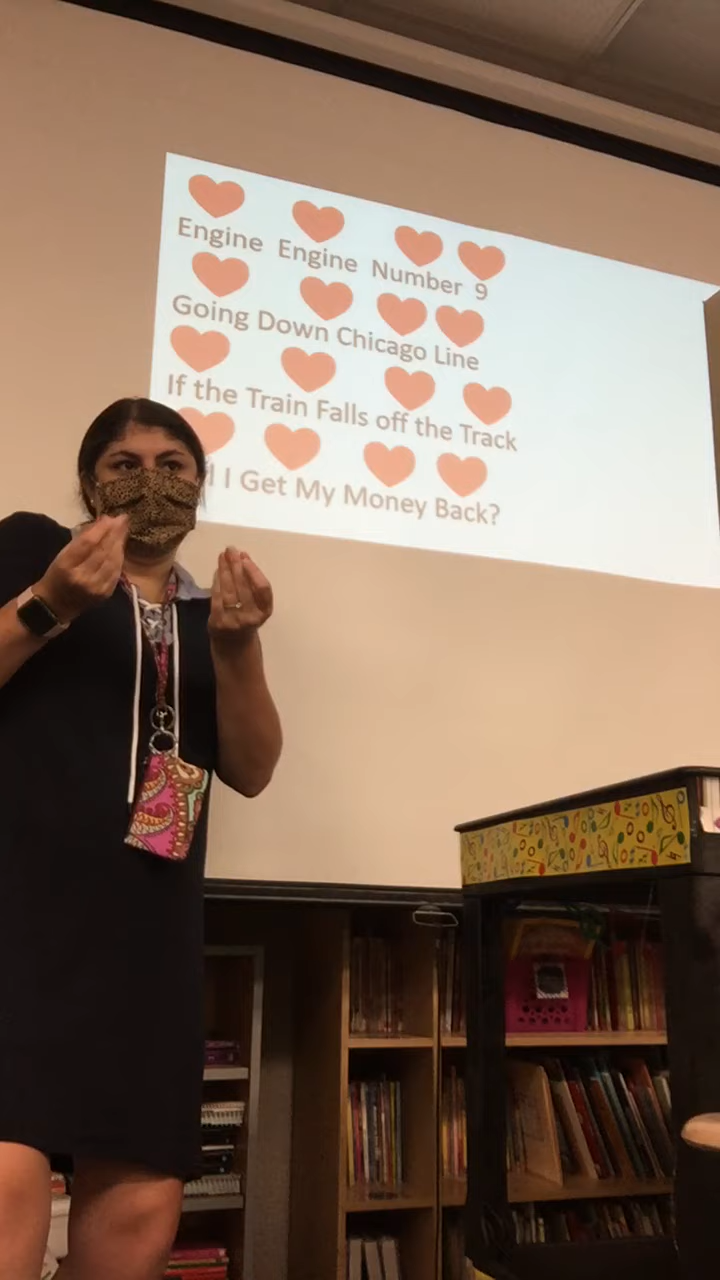 Engine Engine Number 9
Going Down Chicago Line
If the Train Falls off the Track
I Get My Money Back?